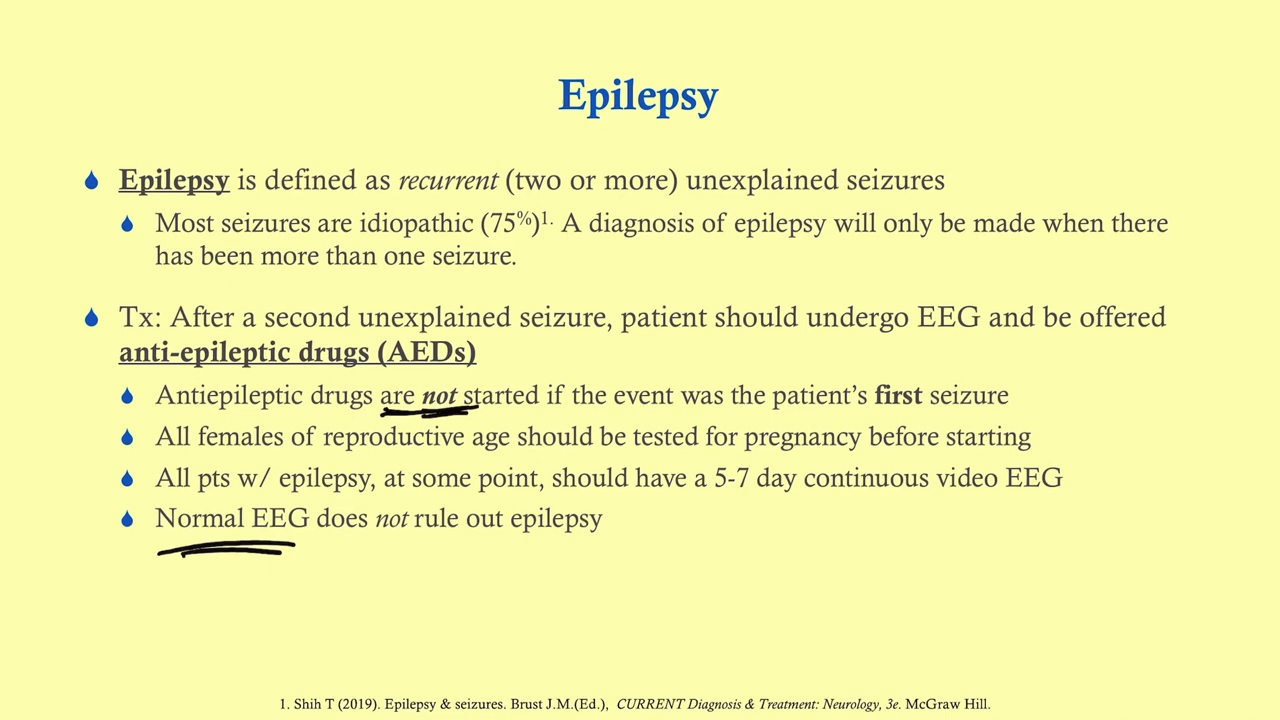 Epilepsy
Epilepsy is defined as recurrent (two or more) unexplained seizures
Most seizures are idiopathic (75%)1. A diagnosis of epilepsy will only be made when there
has been more than one seizure.
Tx: After a second unexplained seizure, patient should undergo EEG and be offered
anti-epileptic drugs (AEDs)
Antiepileptic drugs are not started if the event was the patient’s first seizure
All females of reproductive age should be tested for pregnancy before starting
All pts w/ epilepsy, at some point, should have a 5-7 day continuous video EEG
Normal EEG does not rule out epilepsy
1. Shih T (2019). Epilepsy & seizures. Brust J.M.(Ed.), CURRENT Diagnosis & Treatment: Neurology, 3e. McGraw Hill.